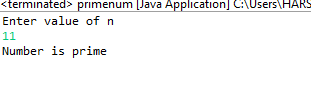 <terminated> primenum [Java Application] C:\Users\HARS
Enter value of n
11
Number is prime